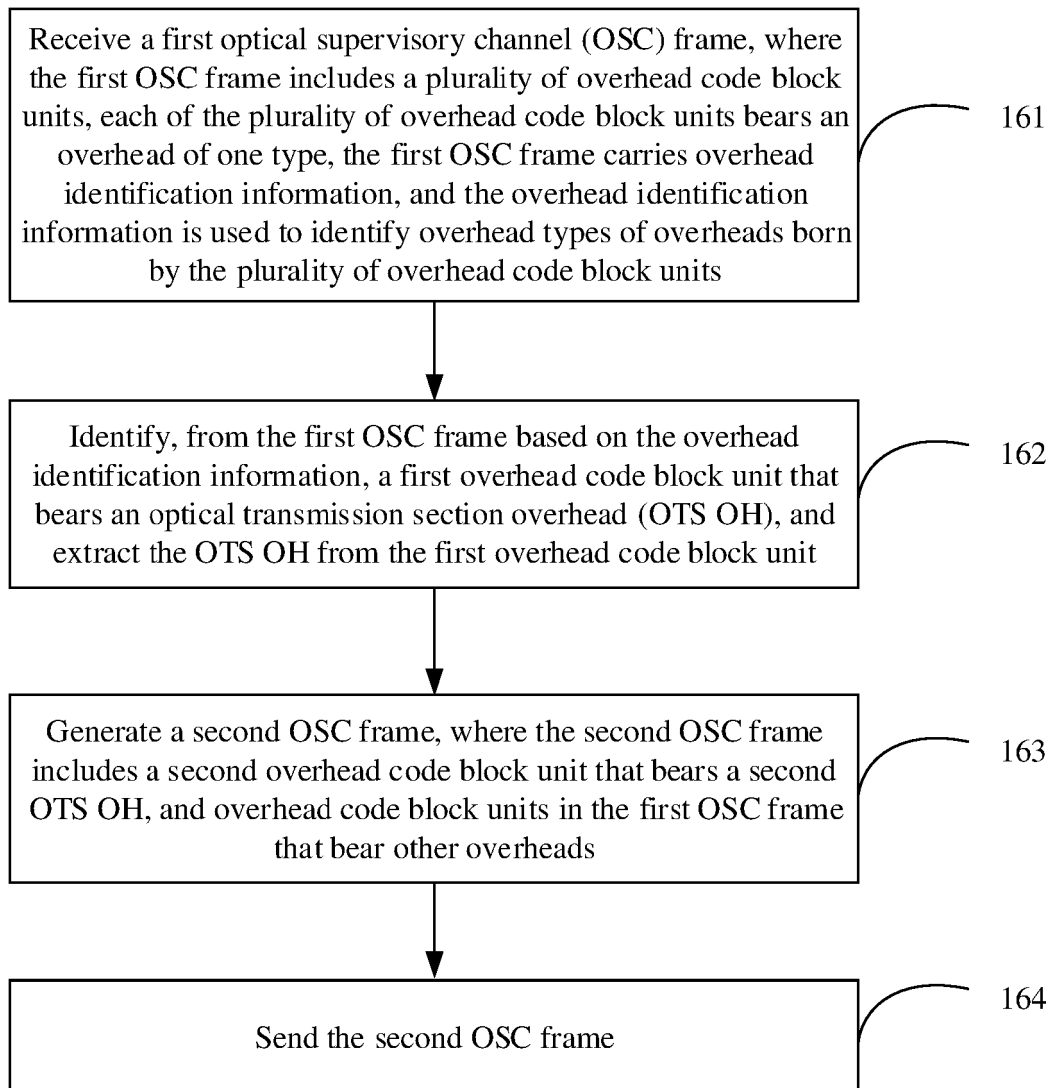 Receive a first optical supervisory channel (OSC) frame, where
the first OSC frame includes a plurality of overhead code block
units, each of the plurality of overhead code block units bears an
overhead of one type, the first OSC frame carries overhead
identification information, and the overhead identification
information is used to identify overhead types of overheads born
by the plurality of overhead code block units
161
Identify, from the first OSC frame based on the overhead
identification information, a first overhead code block unit that
bears an optical transmission section overhead (OTS OH), and
extract the OTS OH from the first overhead code block unit
162
Generate a second OSC frame, where the second OSC frame
includes a second overhead code block unit that bears a second
OTS OH, and overhead code block units in the first OSC frame
that bear other overheads
163
Send the second OSC frame
164